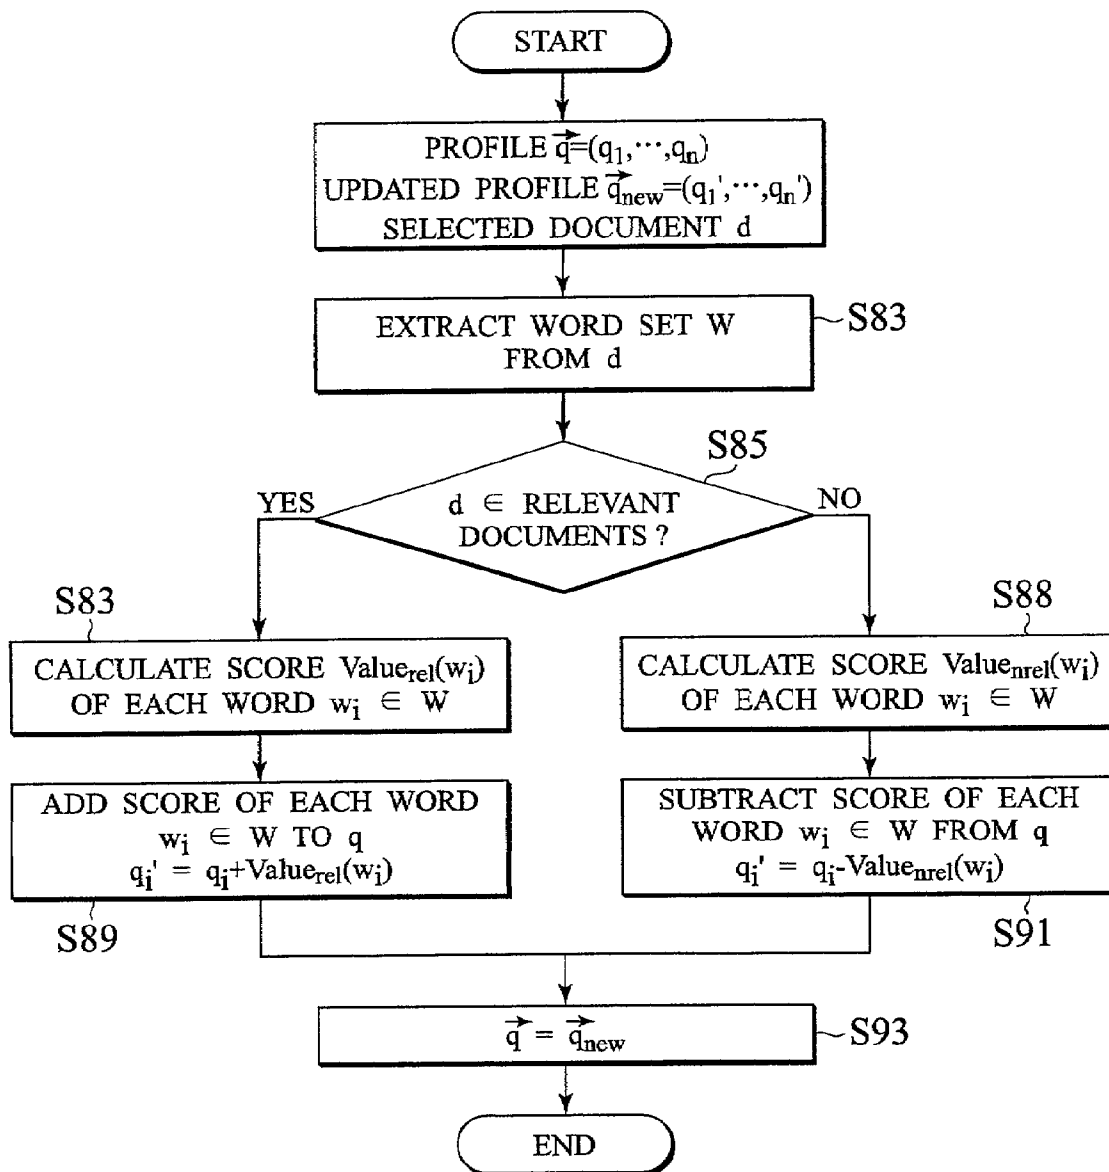 START
PROFILE q⃗=(q₁,⋯,qₙ)
UPDATED PROFILE q⃗new=(q₁',⋯,qₙ')
SELECTED DOCUMENT d
EXTRACT WORD SET W
FROM d
S83
S85
YES
d ∈ RELEVANT
DOCUMENTS ?
NO
S83
CALCULATE SCORE Valuerel(wi)
OF EACH WORD wi ∈ W
S88
CALCULATE SCORE Valuenrel(wi)
OF EACH WORD wi ∈ W
ADD SCORE OF EACH WORD
wi ∈ W TO q
qi' = qi+Valuerel(wi)
S89
SUBTRACT SCORE OF EACH
WORD wi ∈ W FROM q
qi' = qi-Valuenrel(wi)
S91
q⃗ = q⃗new
S93
END